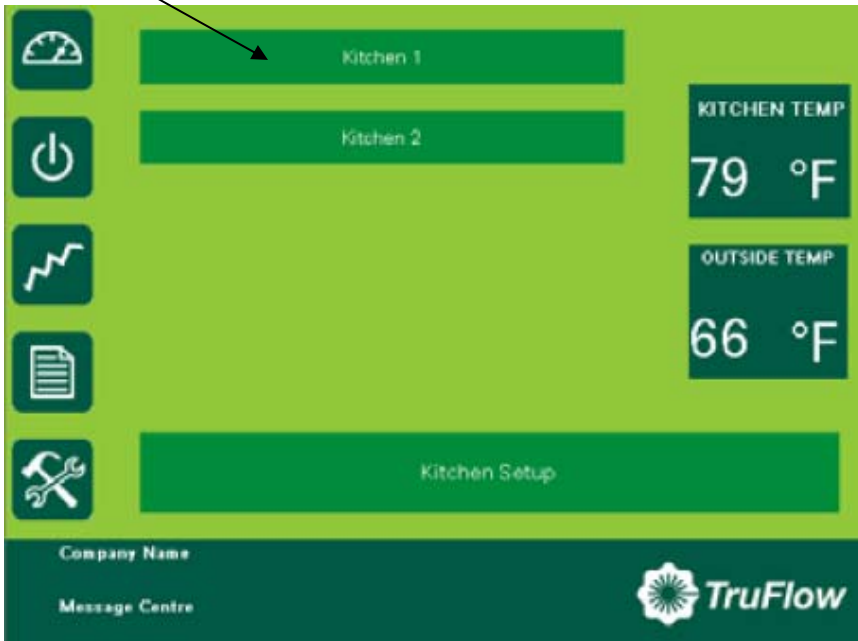 Kitchen 1
Kitchen 2
KITCHEN TEMP
79 °F
OUTSIDE TEMP
66 °F
Kitchen Setup
Company Name
Message Centre
TruFlow